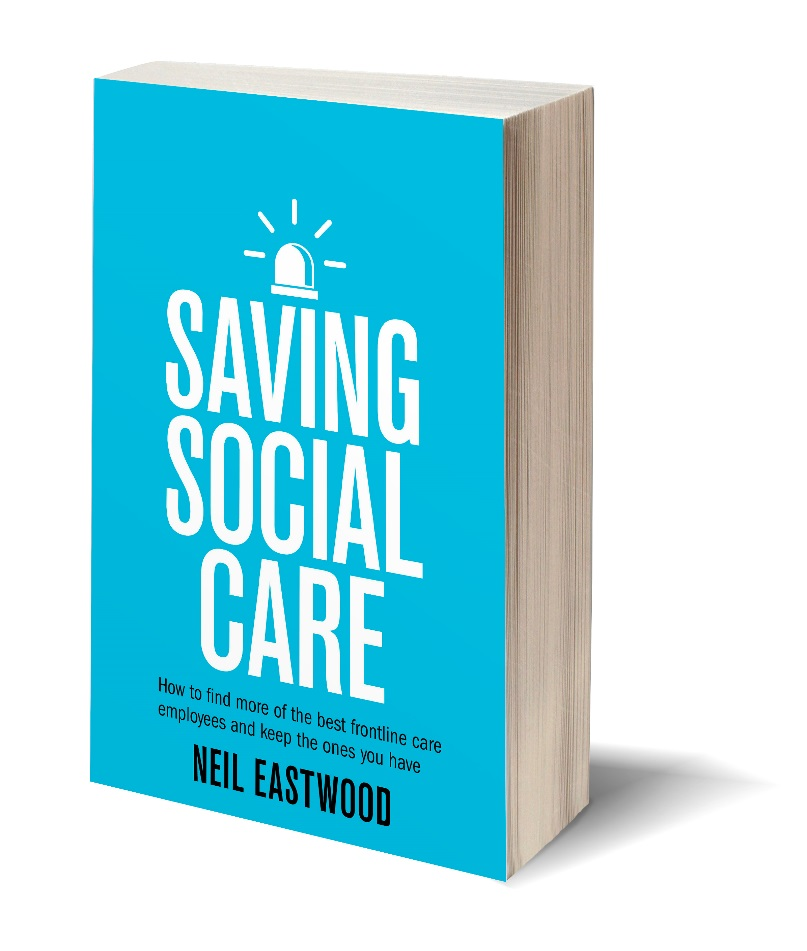 SAVING
SOCIAL
CARE
How to find more of the best frontline care
employees and keep the ones you have
NEIL EASTWOOD